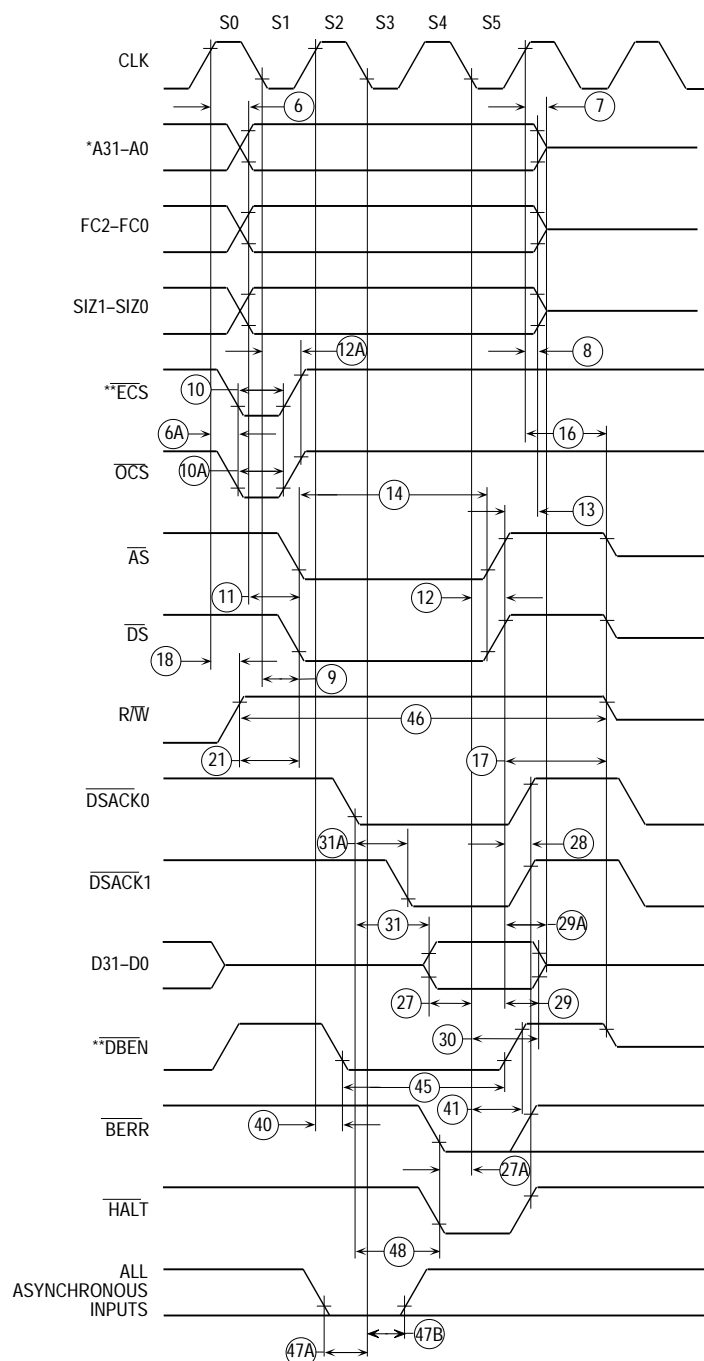 S0 S1 S2 S3 S4 S5
CLK
6 7
*A31–A0
FC2–FC0
SIZ1–SIZ0
12A 8
**ECS 10
6A 16
OCS 10A
14 13
AS
11 12
DS
18 9
R/W 46
21 17
DSACK0
31A 28
DSACK1
31 29A
D31–D0
27 29
**DBEN 30
45
41
BERR 40
27A
HALT
48
ALL
ASYNCHRONOUS
INPUTS
47A 47B